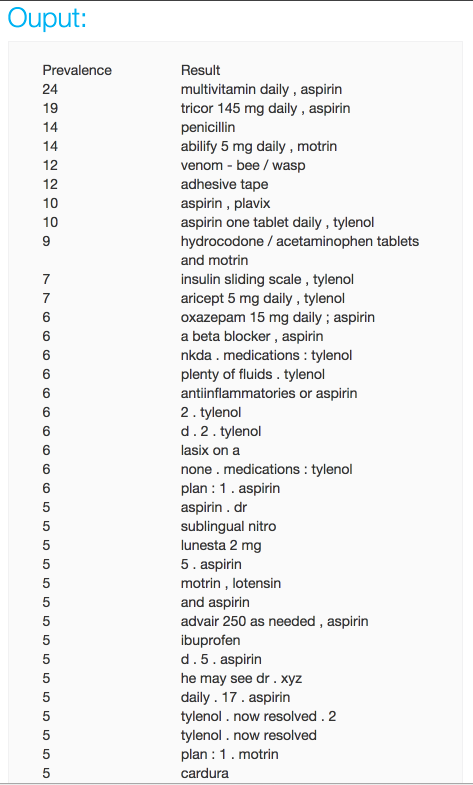 Ouput:
Prevalence Result
24 multivitamin daily , aspirin
19 tricor 145 mg daily , aspirin
14 penicillin
14 abilify 5 mg daily , motrin
12 venom - bee / wasp
12 adhesive tape
10 aspirin , plavix
10 aspirin one tablet daily , tylenol
9 hydrocodone / acetaminophen tablets
and motrin
7 insulin sliding scale , tylenol
7 aricept 5 mg daily , tylenol
6 oxazepam 15 mg daily ; aspirin
6 a beta blocker , aspirin
6 nkda . medications : tylenol
6 plenty of fluids . tylenol
6 antiinflammatories or aspirin
6 2 . tylenol
6 d . 2 . tylenol
6 lasix on a
6 none . medications : tylenol
6 plan : 1 . aspirin
5 aspirin . dr
5 sublingual nitro
5 lunesta 2 mg
5 5 . aspirin
5 motrin , lotensin
5 and aspirin
5 advair 250 as needed , aspirin
5 ibuprofen
5 d . 5 . aspirin
5 he may see dr . xyz
5 daily . 17 . aspirin
5 tylenol . now resolved . 2
5 tylenol . now resolved
5 plan : 1 . motrin
5 cardura